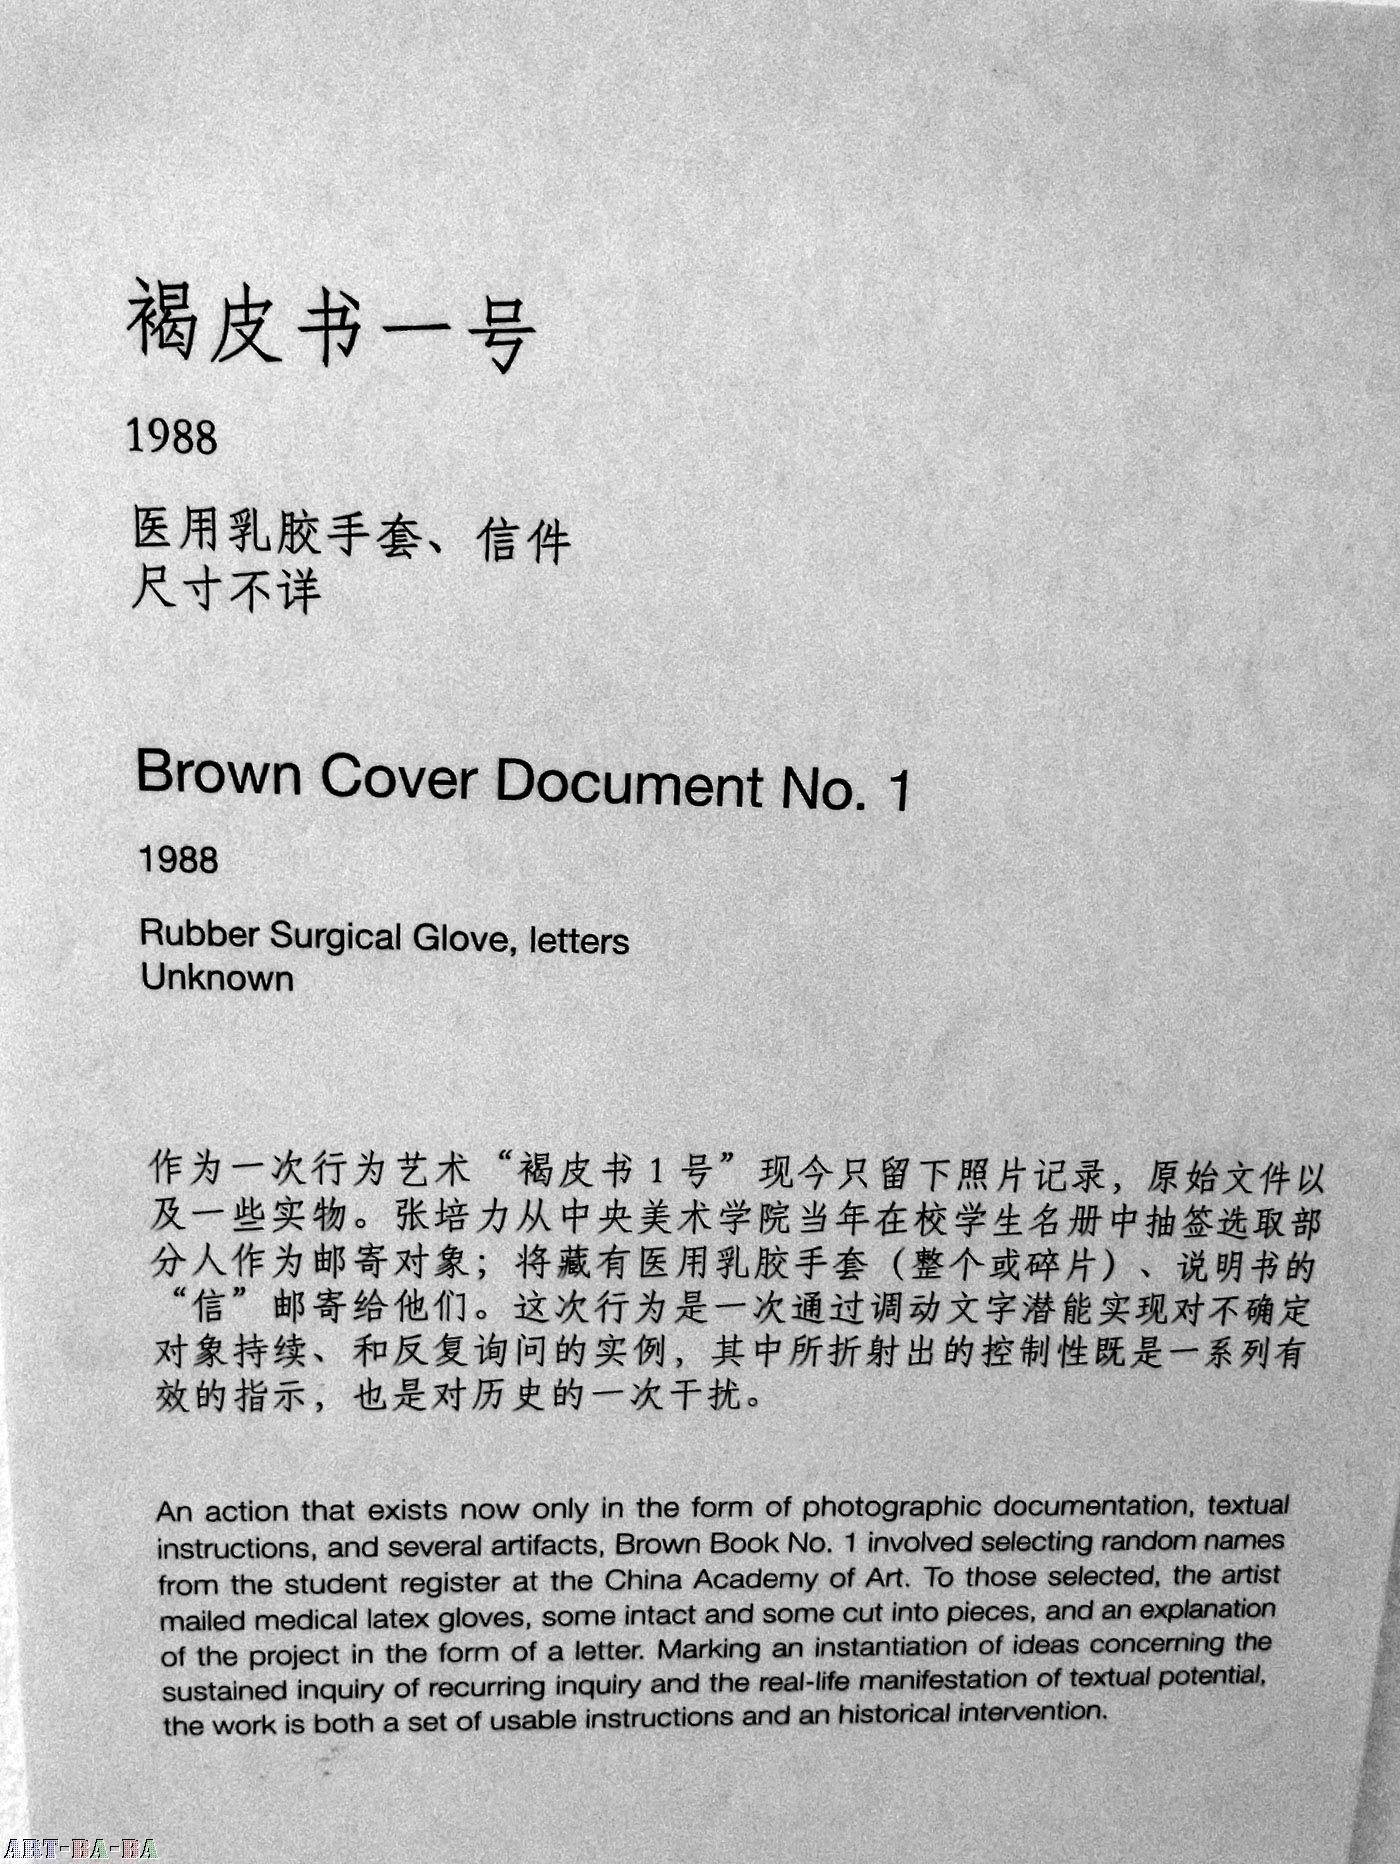 褐皮书一号
1988
医用乳胶手套、信件
尺寸不详
Brown Cover Document No. 1
1988
Rubber Surgical Glove, letters
Unknown
作为一次行为艺术“褐皮书1号”现今只留下照片记录，原始文件以
及一些实物。张培力从中央美术学院当年在校学生名册中抽签选取部
分人作为邮寄对象；将藏有医用乳胶手套（整个或碎片）、说明书的
“信”邮寄给他们。这次行为是一次通过调动文字潜能实现对不确定
对象持续、和反复询问的实例，其中所折射出的控制性既是一系列有
效的指示，也是对历史的一次干扰。
An action that exists now only in the form of photographic documentation, textual
instructions, and several artifacts, Brown Book No. 1 involved selecting random names
from the student register at the China Academy of Art. To those selected, the artist
mailed medical latex gloves, some intact and some cut into pieces, and an explanation
of the project in the form of a letter. Marking an instantiation of ideas concerning the
sustained inquiry of recurring inquiry and the real-life manifestation of textual potential,
the work is both a set of usable instructions and an historical intervention.
ART-BA-BA